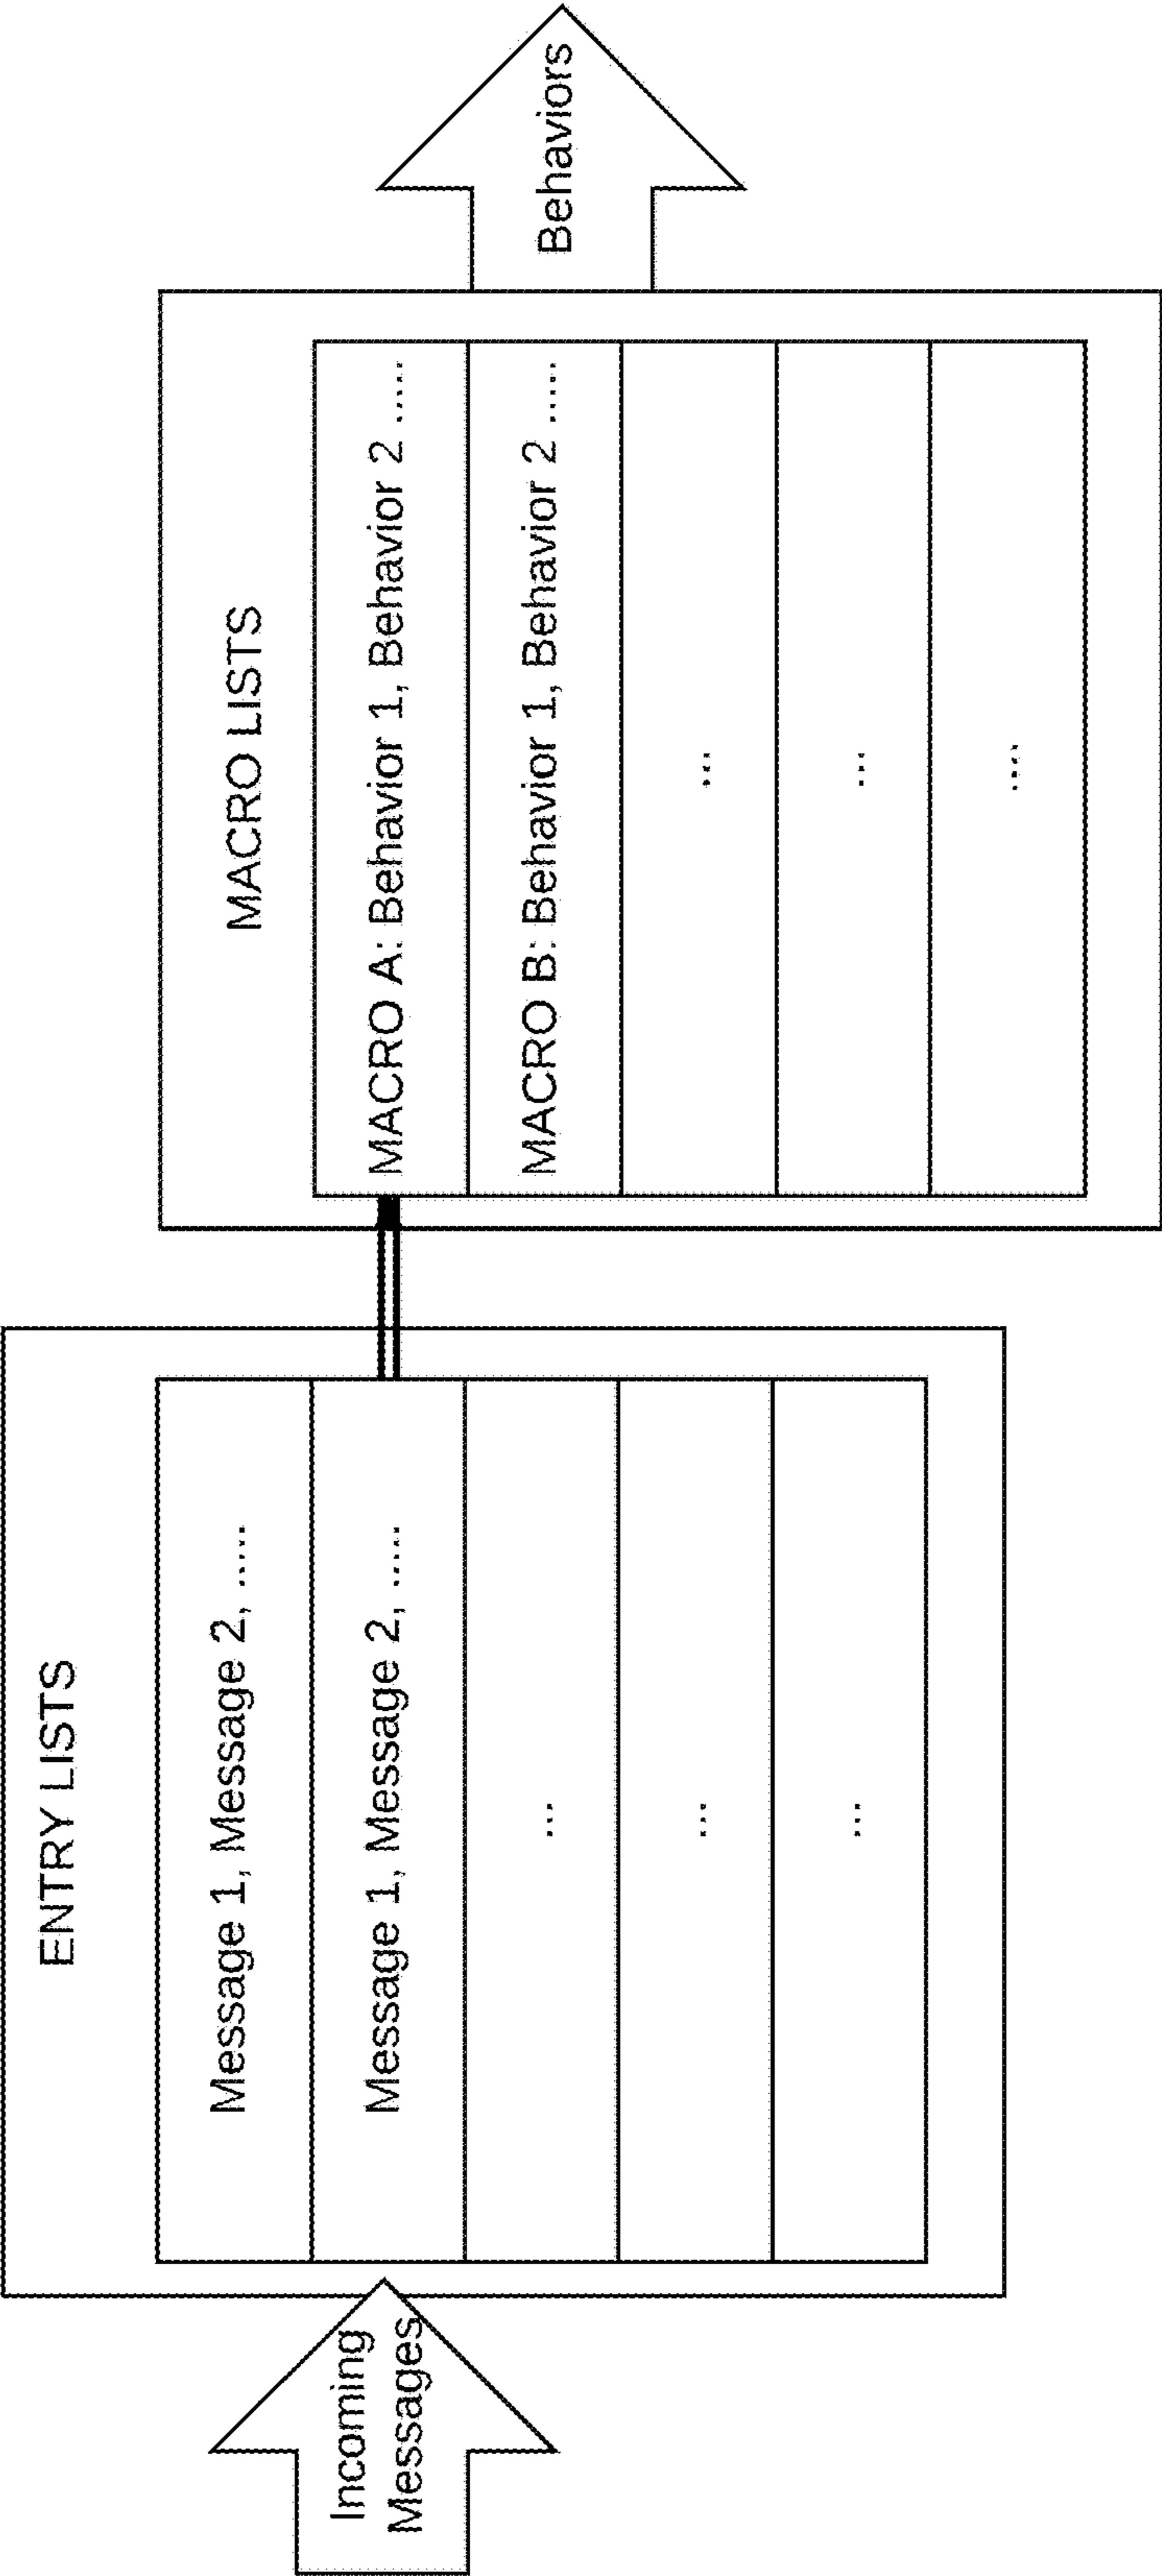 Incoming
Messages
ENTRY LISTS
Message 1, Message 2, .....
Message 1, Message 2, .....
...
...
...
MACRO LISTS
MACRO A: Behavior 1, Behavior 2 .....
MACRO B: Behavior 1, Behavior 2 .....
...
...
....
Behaviors